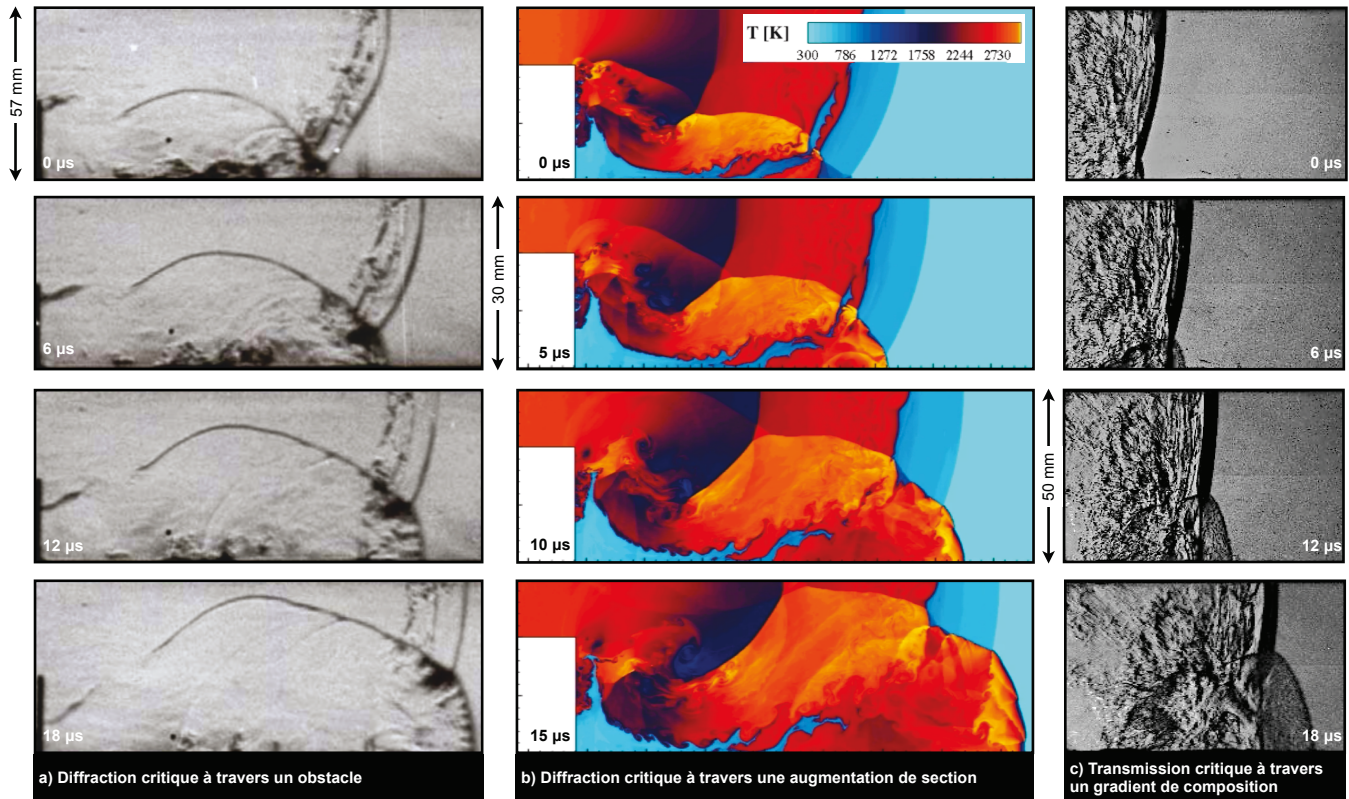 57 mm
0 µs
6 µs
12 µs
18 µs
a) Diffraction critique à travers un obstacle
T [K]
300 786 1272 1758 2244 2730
0 µs
30 mm
5 µs
10 µs
15 µs
b) Diffraction critique à travers une augmentation de section
0 µs
6 µs
50 mm
12 µs
18 µs
c) Transmission critique à travers
un gradient de composition